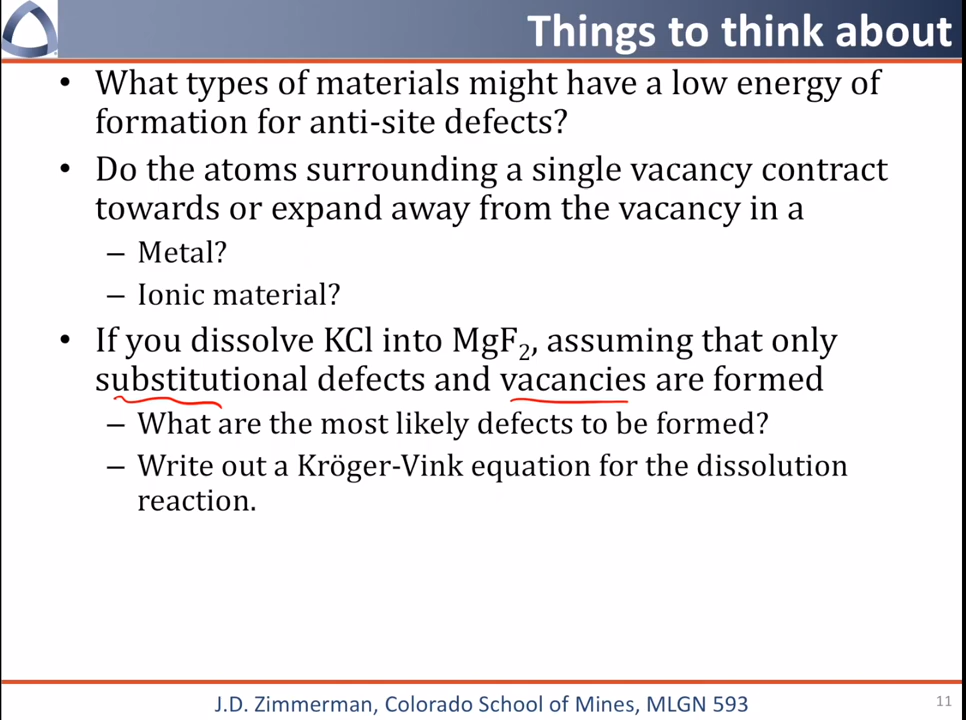 Things to think about
• What types of materials might have a low energy of
formation for anti-site defects?
• Do the atoms surrounding a single vacancy contract
towards or expand away from the vacancy in a
– Metal?
– Ionic material?
• If you dissolve KCl into MgF₂, assuming that only
substitutional defects and vacancies are formed
– What are the most likely defects to be formed?
– Write out a Kröger-Vink equation for the dissolution
reaction.
J.D. Zimmerman, Colorado School of Mines, MLGN 593
11